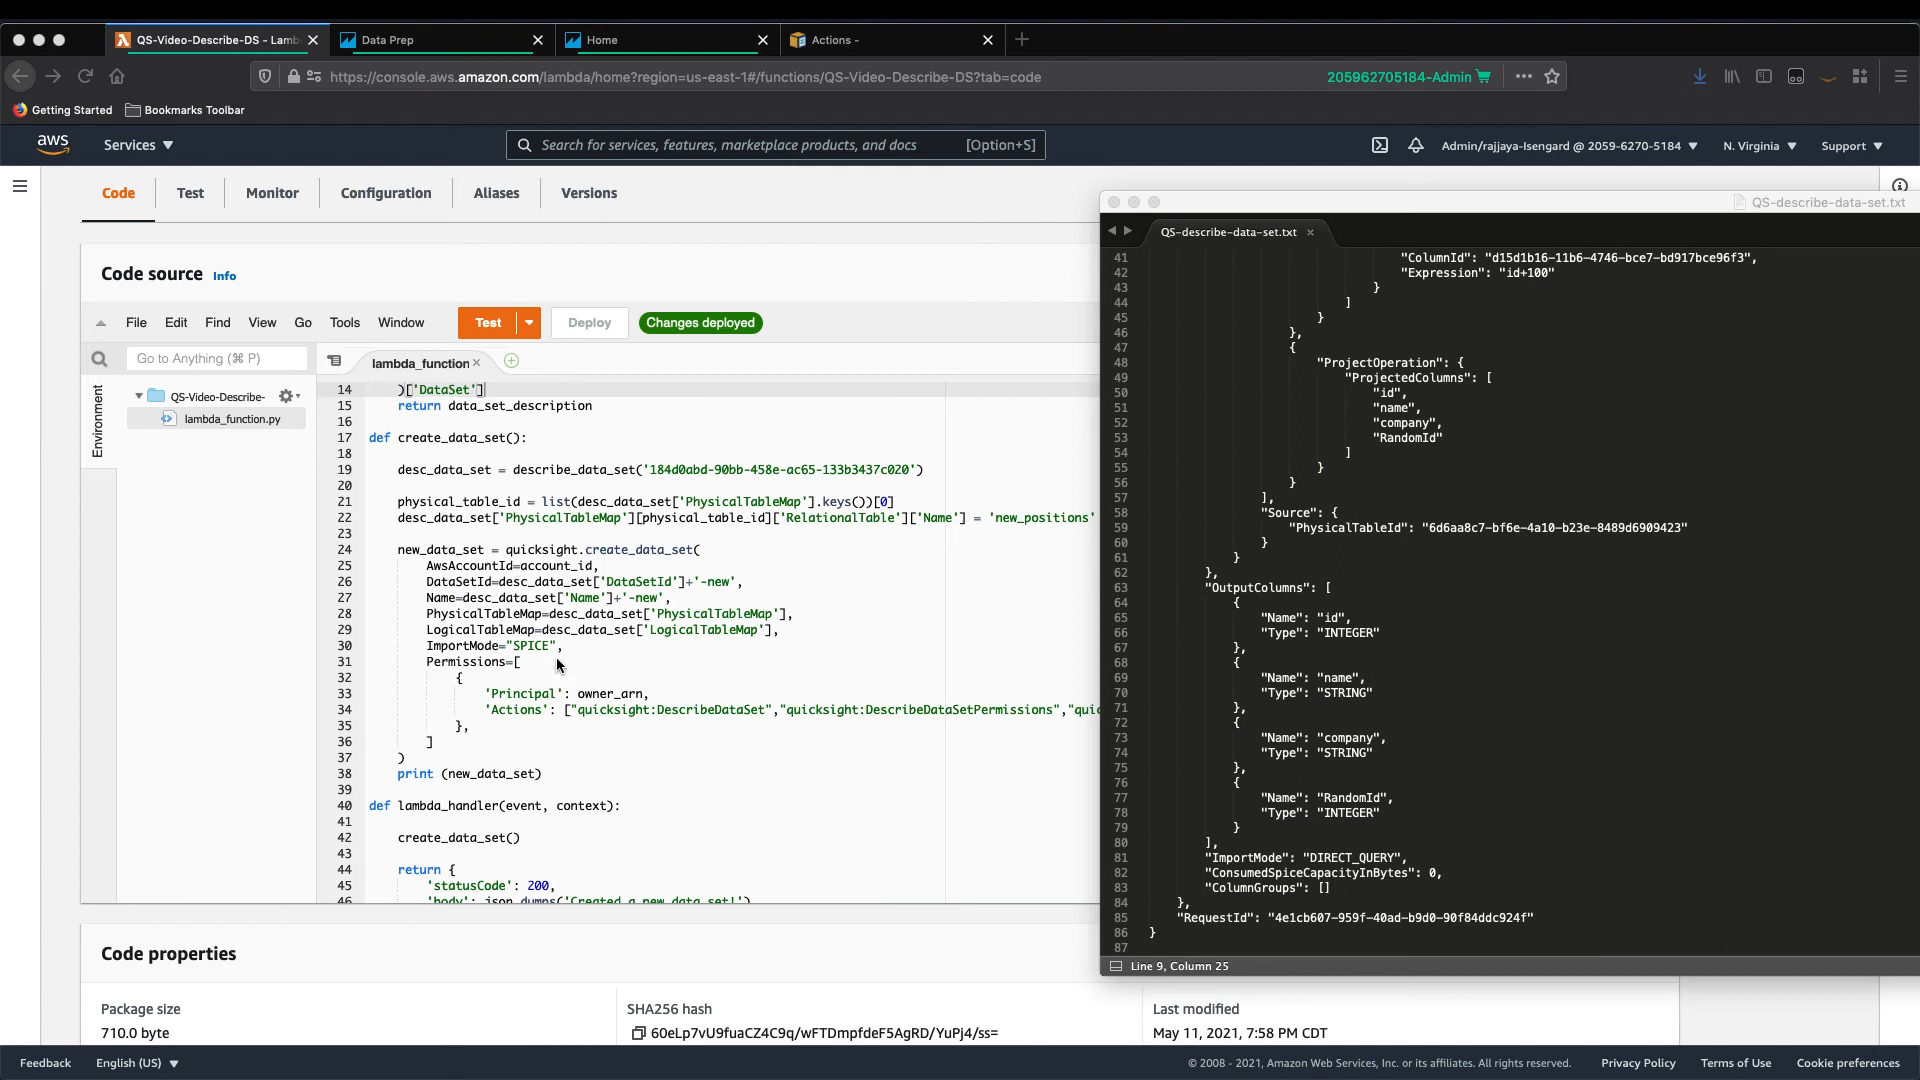 QS-Video-Describe-DS - Lamb
Data Prep
Home
Actions -
https://console.aws.amazon.com/lambda/home?region=us-east-1#/functions/QS-Video-Describe-DS?tab=code
205962705184-Admin
Getting Started
Bookmarks Toolbar
aws
Services
Search for services, features, marketplace products, and docs
[Option+S]
Admin/rajjaya-Isengard @ 2059-6270-5184
N. Virginia
Support
Code
Test
Monitor
Configuration
Aliases
Versions
Code source
Info
File
Edit
Find
View
Go
Tools
Window
Test
Deploy
Changes deployed
Go to Anything (⌘ P)
Environment
QS-Video-Describe-
lambda_function.py
lambda_function
14 )['DataSet']
15 return data_set_description
16
17 def create_data_set():
18
19 desc_data_set = describe_data_set('184d0abd-90bb-458e-ac65-133b3437c020')
20
21 physical_table_id = list(desc_data_set['PhysicalTableMap'].keys())[0]
22 desc_data_set['PhysicalTableMap'][physical_table_id]['RelationalTable']['Name'] = 'new_positions'
23
24 new_data_set = quicksight.create_data_set(
25 AwsAccountId=account_id,
26 DataSetId=desc_data_set['DataSetId']+'-new',
27 Name=desc_data_set['Name']+'-new',
28 PhysicalTableMap=desc_data_set['PhysicalTableMap'],
29 LogicalTableMap=desc_data_set['LogicalTableMap'],
30 ImportMode="SPICE",
31 Permissions=[
32 {
33 'Principal': owner_arn,
34 'Actions': ["quicksight:DescribeDataSet","quicksight:DescribeDataSetPermissions","quic
35 },
36 ]
37 )
38 print (new_data_set)
39
40 def lambda_handler(event, context):
41
42 create_data_set()
43
44 return {
45 'statusCode': 200,
46 'body': json.dumps('Created a new data set!')
QS-describe-data-set.txt
QS-describe-data-set.txt
41 "ColumnId": "d15d1b16-11b6-4746-bce7-bd917bce96f3",
42 "Expression": "id+100"
43 }
44 ]
45 }
46 },
47 {
48 "ProjectOperation": {
49 "ProjectedColumns": [
50 "id",
51 "name",
52 "company",
53 "RandomId"
54 ]
55 }
56 }
57 ],
58 "Source": {
59 "PhysicalTableId": "6d6aa8c7-bf6e-4a10-b23e-8489d6909423"
60 }
61 }
62 },
63 "OutputColumns": [
64 {
65 "Name": "id",
66 "Type": "INTEGER"
67 },
68 {
69 "Name": "name",
70 "Type": "STRING"
71 },
72 {
73 "Name": "company",
74 "Type": "STRING"
75 },
76 {
77 "Name": "RandomId",
78 "Type": "INTEGER"
79 }
80 ],
81 "ImportMode": "DIRECT_QUERY",
82 "ConsumedSpiceCapacityInBytes": 0,
83 "ColumnGroups": []
84 },
85 "RequestId": "4e1cb607-959f-40ad-b9d0-90f84ddc924f"
86 }
87
Line 9, Column 25
Code properties
Package size
710.0 byte
SHA256 hash
60eLp7vU9fuaCZ4C9q/wFTDmpfdeF5AgRD/YuPj4/ss=
Last modified
May 11, 2021, 7:58 PM CDT
Feedback
English (US)
© 2008 - 2021, Amazon Web Services, Inc. or its affiliates. All rights reserved.
Privacy Policy
Terms of Use
Cookie preferences